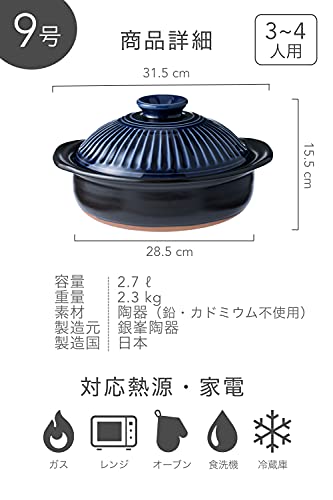 9号
商品詳細
3~4
人用
31.5 cm
15.5 cm
28.5 cm
容量 2.7 ℓ
重量 2.3 kg
素材 陶器（鉛・カドミウム不使用）
製造元 銀峯陶器
製造国 日本
対応熱源・家電
ガス レンジ オーブン 食洗機 冷蔵庫